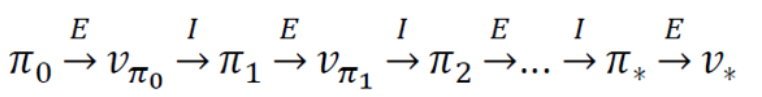 π₀ →ᴱ v_π₀ →ᴵ π₁ →ᴱ v_π₁ →ᴵ π₂ →ᴱ ... →ᴵ π_* →ᴱ v_*